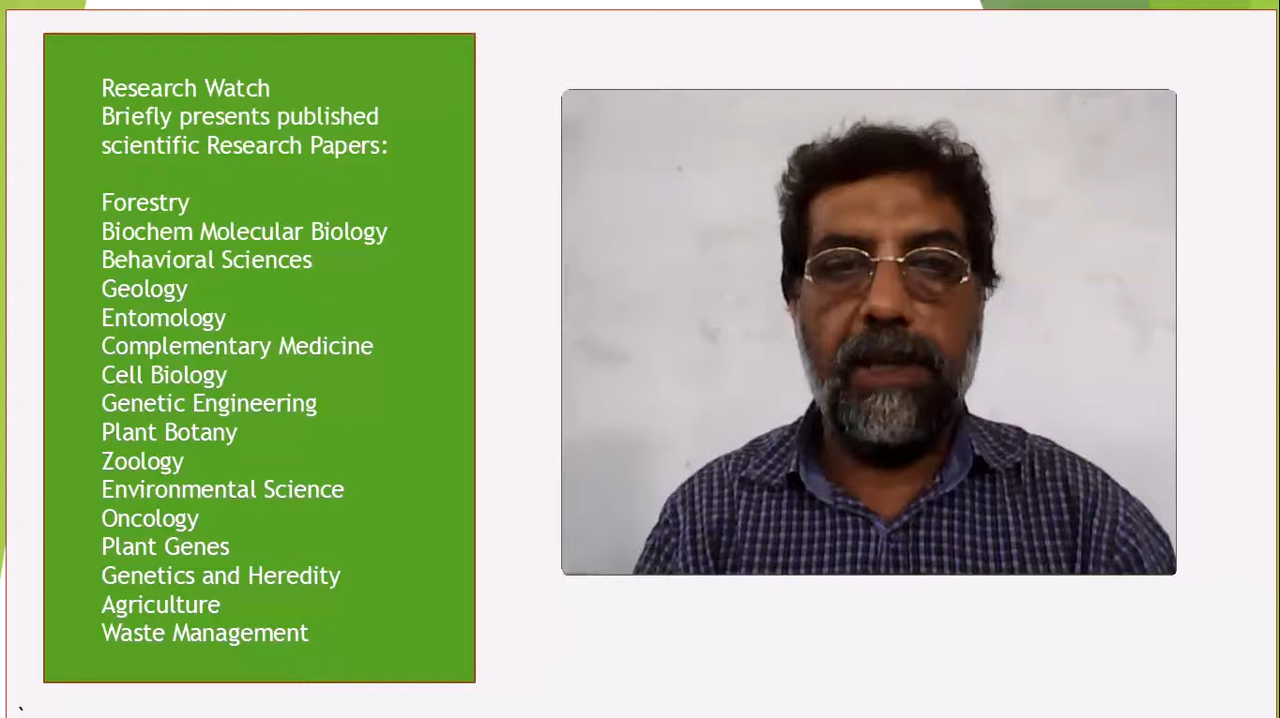 Research Watch
Briefly presents published
scientific Research Papers:
Forestry
Biochem Molecular Biology
Behavioral Sciences
Geology
Entomology
Complementary Medicine
Cell Biology
Genetic Engineering
Plant Botany
Zoology
Environmental Science
Oncology
Plant Genes
Genetics and Heredity
Agriculture
Waste Management
`